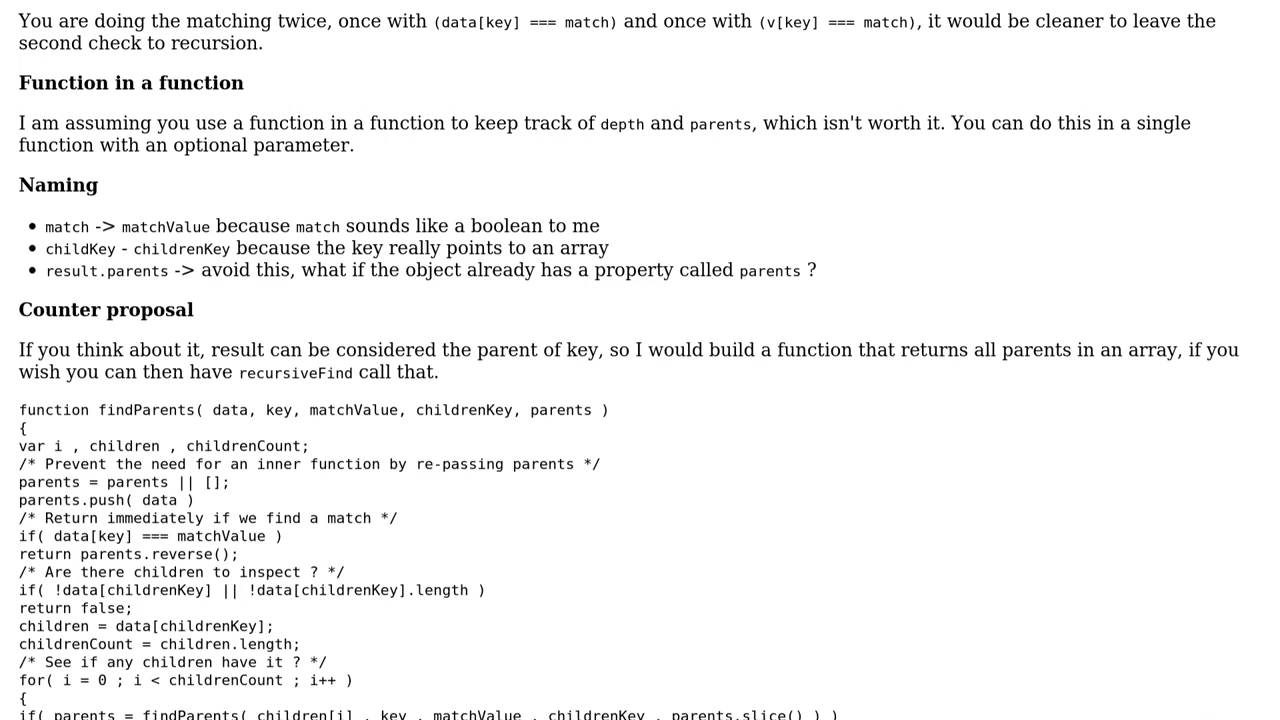 You are doing the matching twice, once with (data[key] === match) and once with (v[key] === match), it would be cleaner to leave the
second check to recursion.
Function in a function
I am assuming you use a function in a function to keep track of depth and parents, which isn't worth it. You can do this in a single
function with an optional parameter.
Naming
• match -> matchValue because match sounds like a boolean to me
• childKey - childrenKey because the key really points to an array
• result.parents -> avoid this, what if the object already has a property called parents ?
Counter proposal
If you think about it, result can be considered the parent of key, so I would build a function that returns all parents in an array, if you
wish you can then have recursiveFind call that.
function findParents( data, key, matchValue, childrenKey, parents )
{
var i , children , childrenCount;
/* Prevent the need for an inner function by re-passing parents */
parents = parents || [];
parents.push( data )
/* Return immediately if we find a match */
if( data[key] === matchValue )
return parents.reverse();
/* Are there children to inspect ? */
if( !data[childrenKey] || !data[childrenKey].length )
return false;
children = data[childrenKey];
childrenCount = children.length;
/* See if any children have it ? */
for( i = 0 ; i < childrenCount ; i++ )
{
if( parents = findParents( children[i] , key , matchValue , childrenKey , parents.slice() ) )